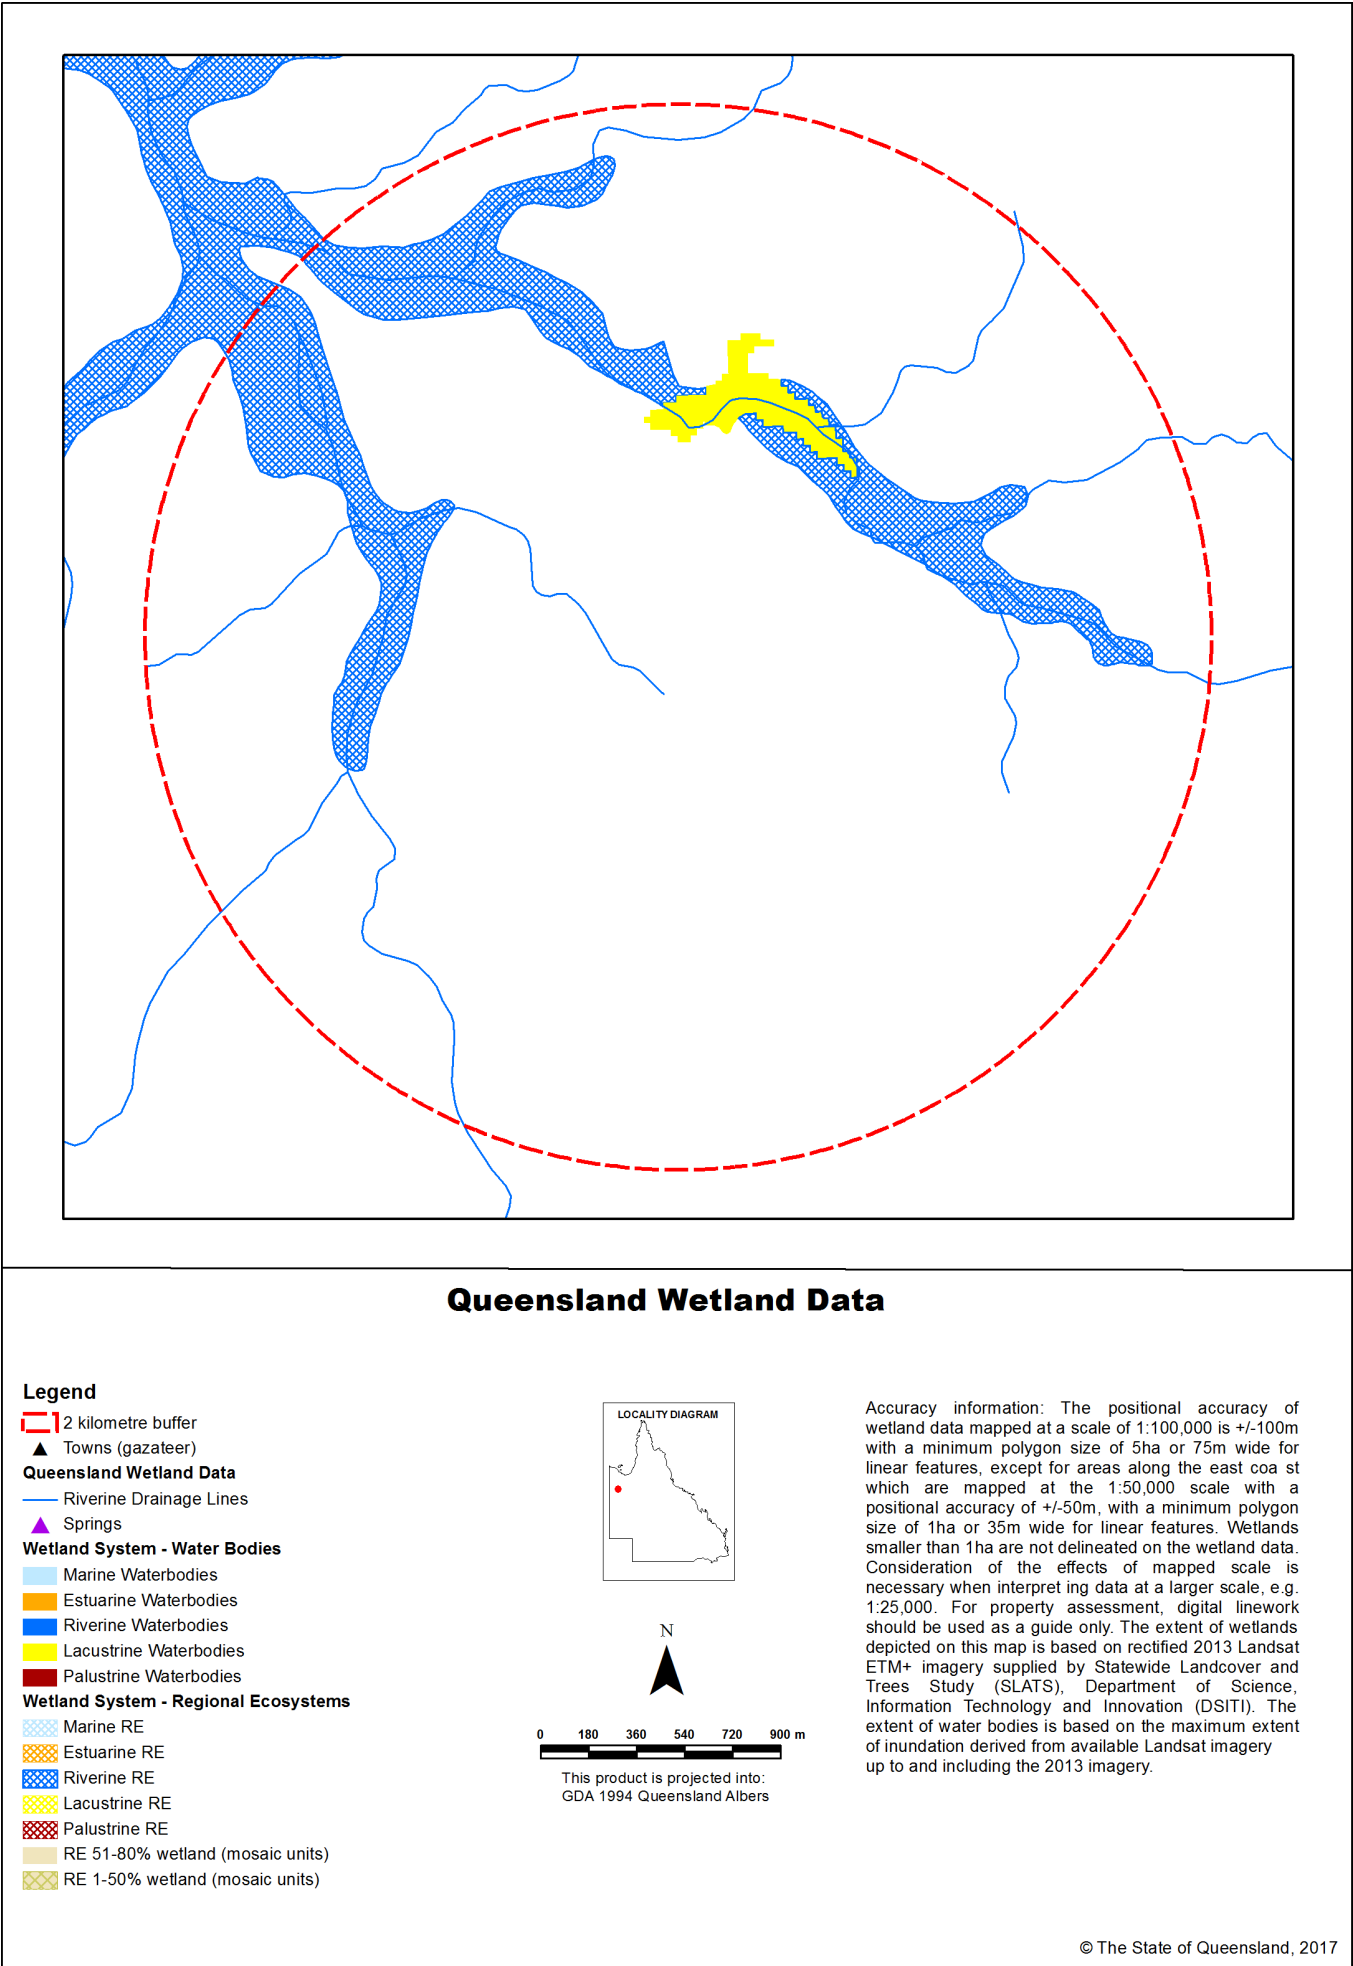 Queensland Wetland Data
Legend
2 kilometre buffer
Towns (gazateer)
Queensland Wetland Data
Riverine Drainage Lines
Springs
Wetland System - Water Bodies
Marine Waterbodies
Estuarine Waterbodies
Riverine Waterbodies
Lacustrine Waterbodies
Palustrine Waterbodies
Wetland System - Regional Ecosystems
Marine RE
Estuarine RE
Riverine RE
Lacustrine RE
Palustrine RE
RE 51-80% wetland (mosaic units)
RE 1-50% wetland (mosaic units)
LOCALITY DIAGRAM
N
0 180 360 540 720 900 m
This product is projected into:
GDA 1994 Queensland Albers
Accuracy information: The positional accuracy of
wetland data mapped at a scale of 1:100,000 is +/-100m
with a minimum polygon size of 5ha or 75m wide for
linear features, except for areas along the east coa st
which are mapped at the 1:50,000 scale with a
positional accuracy of +/-50m, with a minimum polygon
size of 1ha or 35m wide for linear features. Wetlands
smaller than 1ha are not delineated on the wetland data.
Consideration of the effects of mapped scale is
necessary when interpret ing data at a larger scale, e.g.
1:25,000. For property assessment, digital linework
should be used as a guide only. The extent of wetlands
depicted on this map is based on rectified 2013 Landsat
ETM+ imagery supplied by Statewide Landcover and
Trees Study (SLATS), Department of Science,
Information Technology and Innovation (DSITI). The
extent of water bodies is based on the maximum extent
of inundation derived from available Landsat imagery
up to and including the 2013 imagery.
© The State of Queensland, 2017